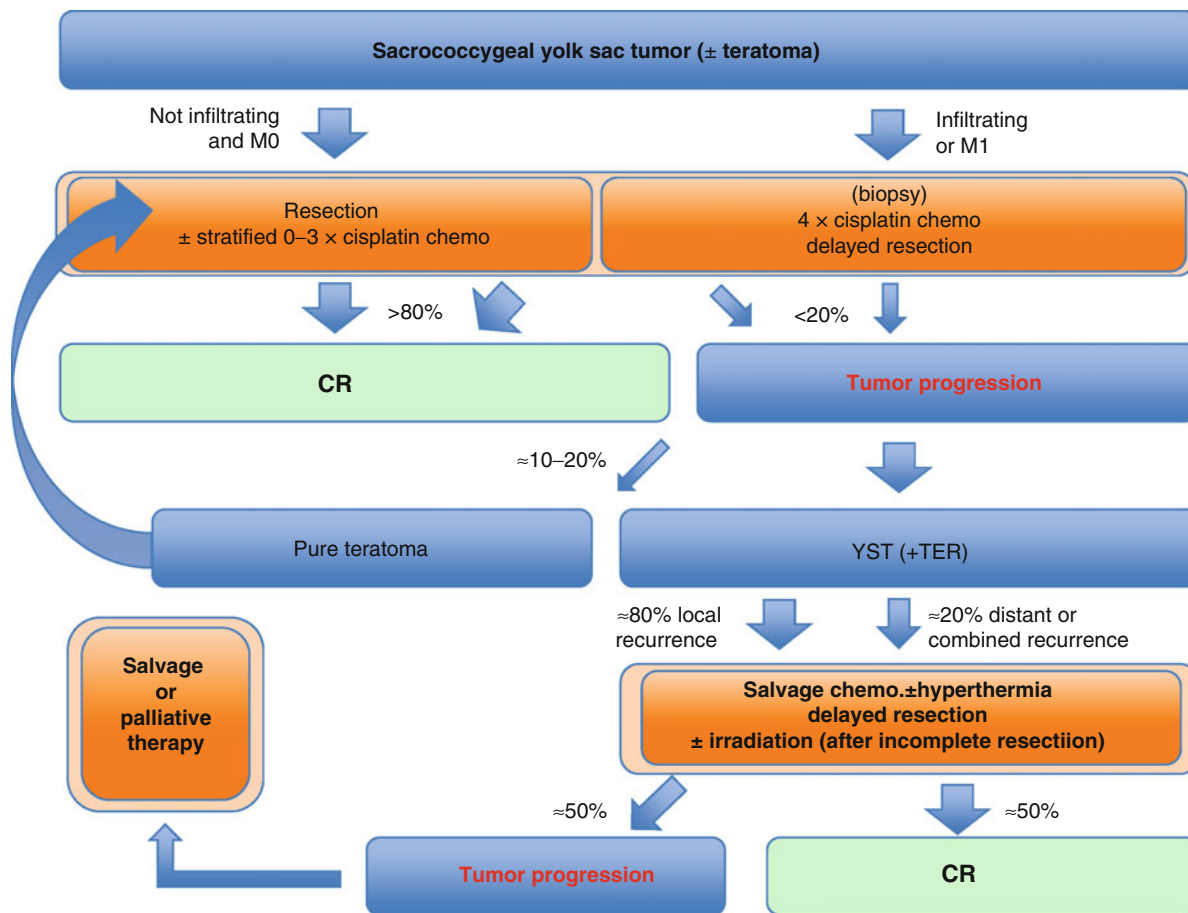 Sacrococcygeal yolk sac tumor (± teratoma)
Not infiltrating
and M0
Infiltrating
or M1
Resection
± stratified 0–3 × cisplatin chemo
(biopsy)
4 × cisplatin chemo
delayed resection
>80%
<20%
CR
Tumor progression
≈10–20%
Pure teratoma
YST (+TER)
≈80% local
recurrence
≈20% distant or
combined recurrence
Salvage
or
palliative
therapy
Salvage chemo.±hyperthermia
delayed resection
± irradiation (after incomplete resectiion)
≈50%
≈50%
Tumor progression
CR